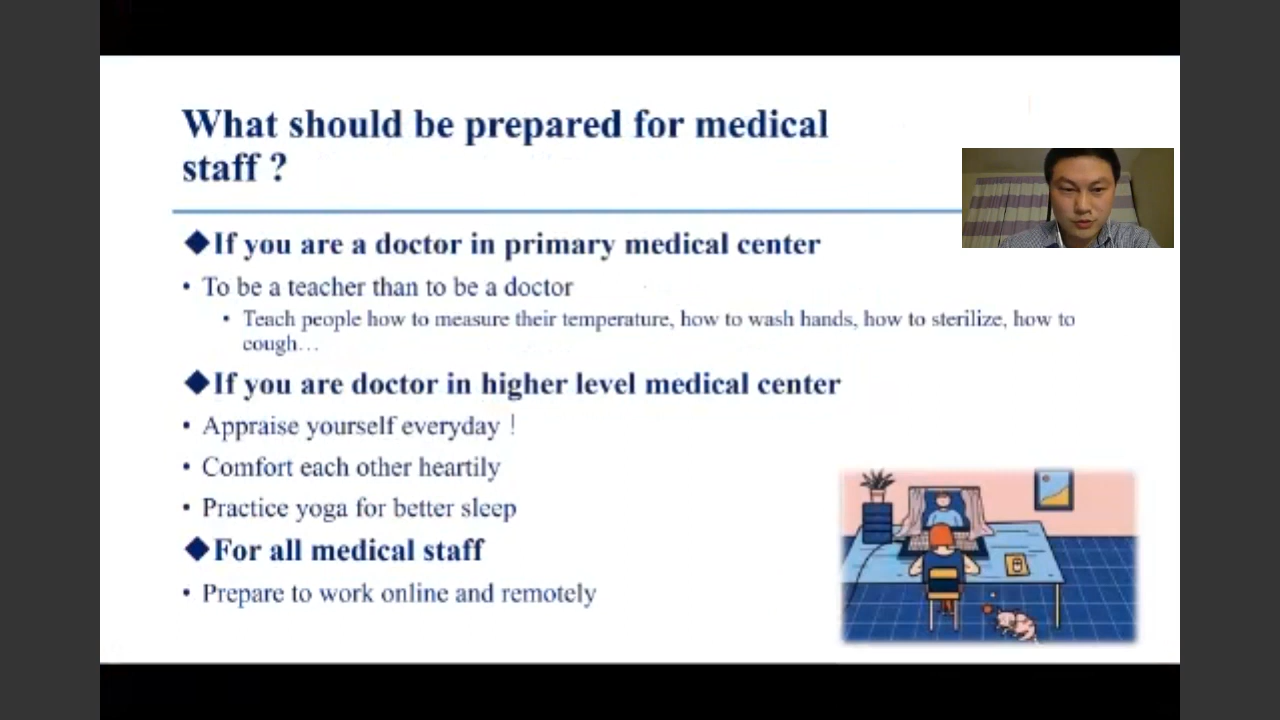 What should be prepared for medical
staff ?
◆If you are a doctor in primary medical center
• To be a teacher than to be a doctor
• Teach people how to measure their temperature, how to wash hands, how to sterilize, how to
cough…
◆If you are doctor in higher level medical center
• Appraise yourself everyday！
• Comfort each other heartily
• Practice yoga for better sleep
◆For all medical staff
• Prepare to work online and remotely